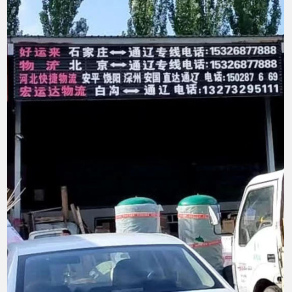 好运来 石家庄⟷通辽专线电话:15326877888
物流 北京⟷通辽专线电话:15326877888
河北快捷物流 安平 饶阳 深州 安国 直达通辽 电话:150287 6 69
宏运达物流 白沟⟷通辽 电话:13273295111